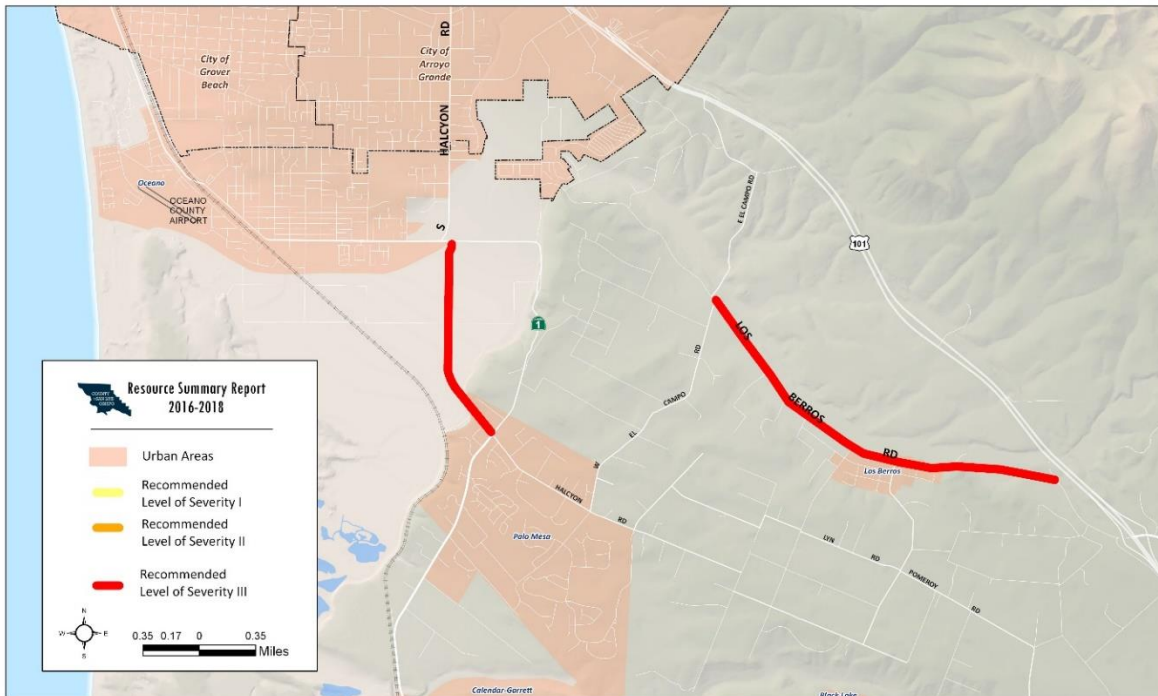 RD
City of
Grover
Beach
City of
Arroyo
Grande
HALCYON
Oceano
OCEANO
COUNTY
AIRPORT
S
E EL CAMPO RD
101
1
LOS
BERROS
RD
Los Berros
RD
CAMPO
EL
W
HALCYON
RD
Palo Mesa
LYN
RD
POMEROY
RD
Calendar-Garrett
Black Lake
Resource Summary Report
2016-2018
Urban Areas
Recommended
Level of Severity I
Recommended
Level of Severity II
Recommended
Level of Severity III
N
W E
S
0.35 0.17 0 0.35
Miles